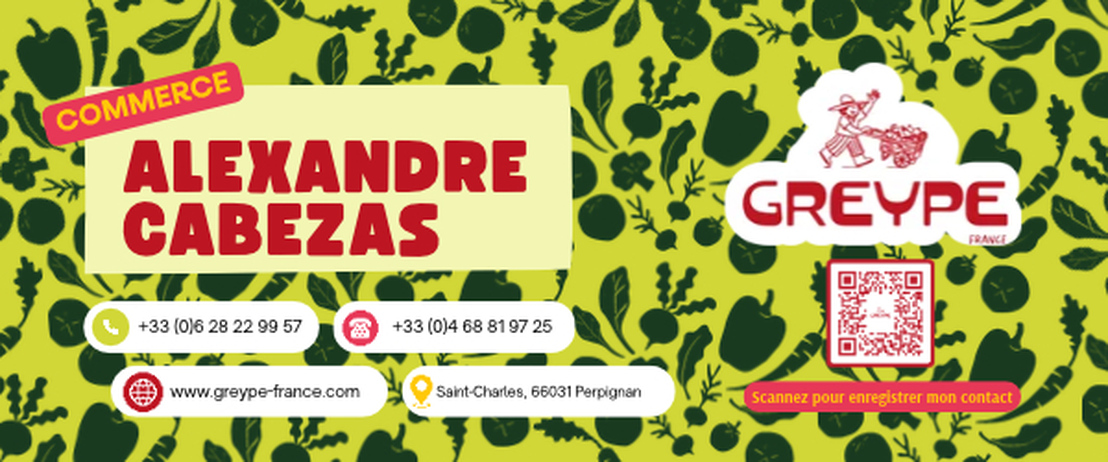 COMMERCE
ALEXANDRE
CABEZAS
+33 (0)6 28 22 99 57
+33 (0)4 68 81 97 25
www.greype-france.com
Saint-Charles, 66031 Perpignan
GREYPE
FRANCE
Scannez pour enregistrer mon contact